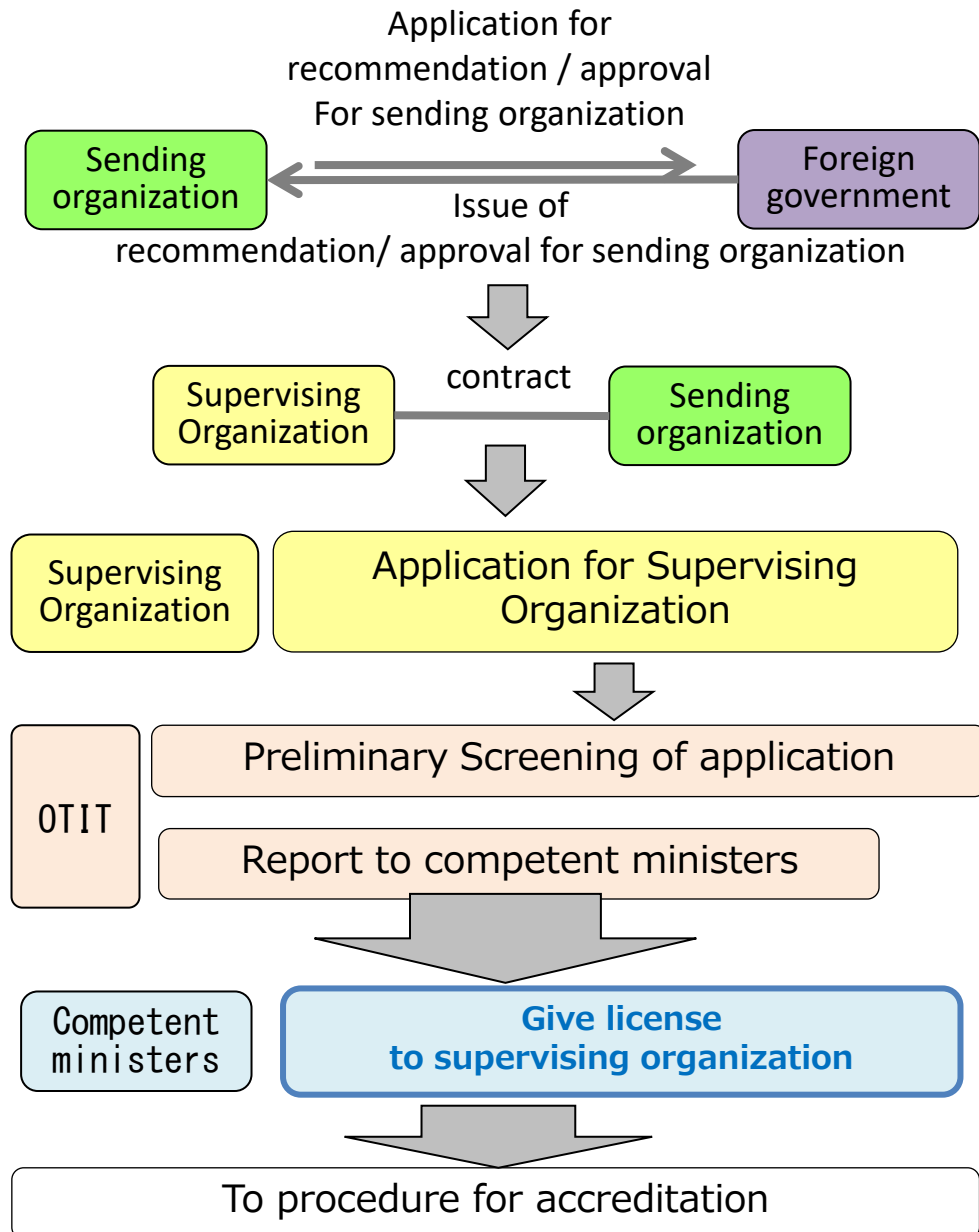 Application for
recommendation / approval
For sending organization
Sending
organization
Foreign
government
Issue of
recommendation/ approval for sending organization
Supervising
Organization
contract
Sending
organization
Supervising
Organization
Application for Supervising
Organization
OTIT
Preliminary Screening of application
Report to competent ministers
Competent
ministers
Give license
to supervising organization
To procedure for accreditation